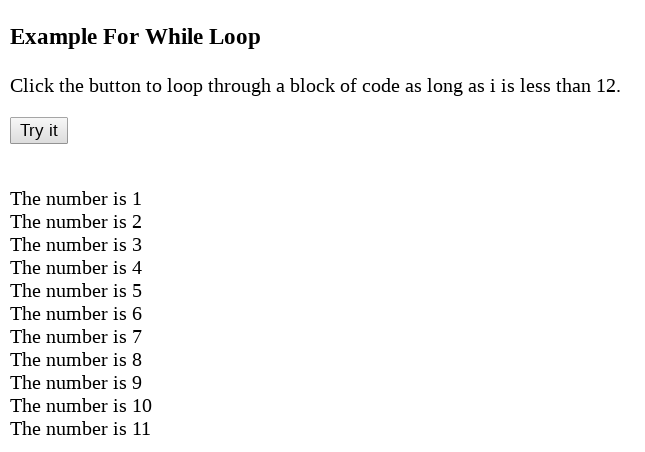 Example For While Loop
Click the button to loop through a block of code as long as i is less than 12.
Try it
The number is 1
The number is 2
The number is 3
The number is 4
The number is 5
The number is 6
The number is 7
The number is 8
The number is 9
The number is 10
The number is 11